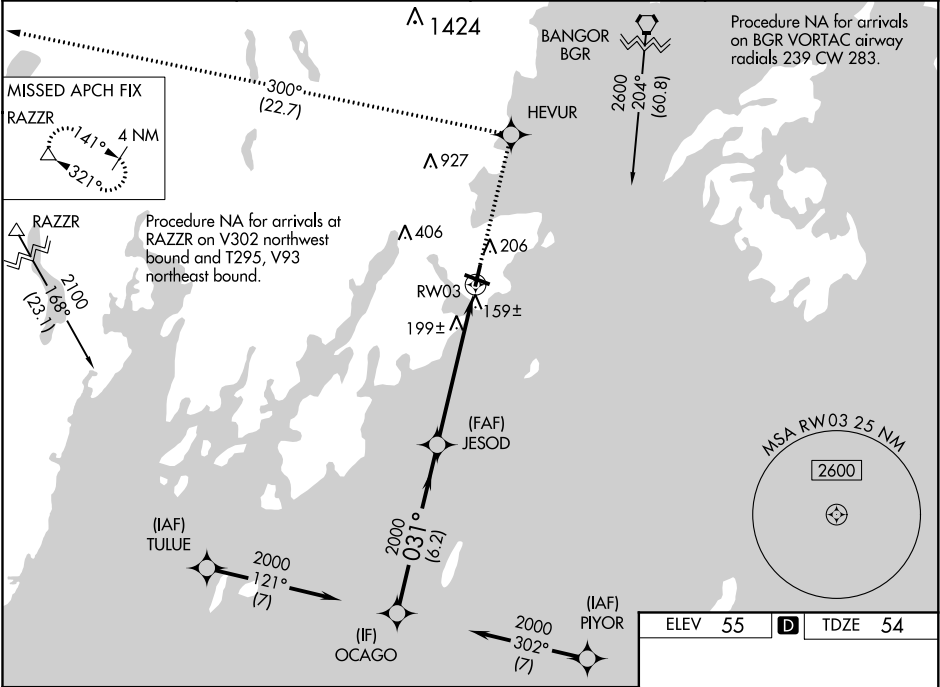 1424
BANGOR
BGR
2600
204°
(60.8)
Procedure NA for arrivals
on BGR VORTAC airway
radials 239 CW 283.
300°
(22.7)
HEVUR
MISSED APCH FIX
RAZZR
141°
4 NM
321°
927
RAZZR
2100
168°
(23.1)
Procedure NA for arrivals at
RAZZR on V302 northwest
bound and T295, V93
northeast bound.
406
206
RW03
159±
199±
(FAF)
JESOD
MSA RW03 25 NM
2600
2000
031°
(6.2)
(IAF)
TULUE
2000
121°
(7)
(IF)
OCAGO
2000
302°
(7)
(IAF)
PIYOR
ELEV 55 D TDZE 54